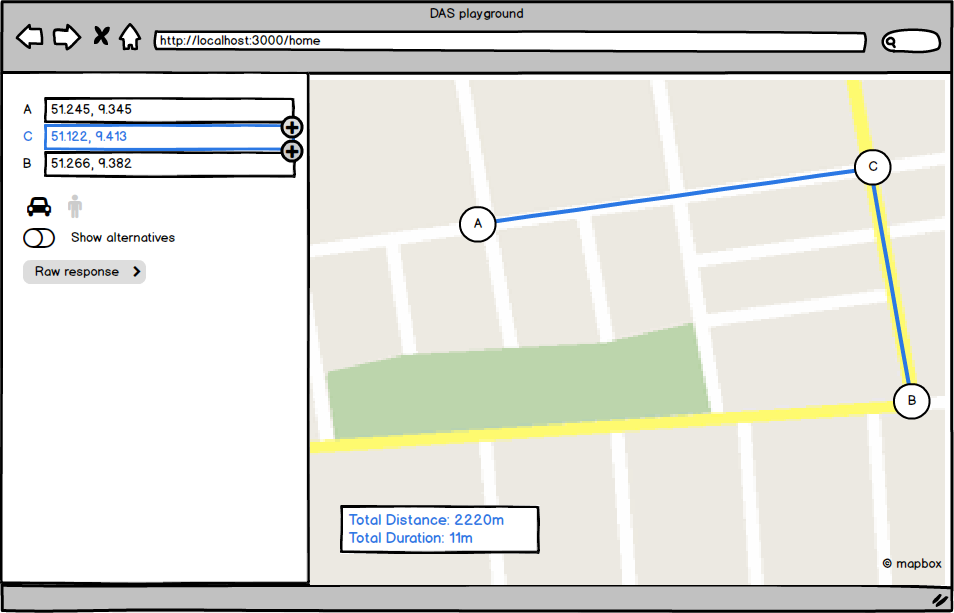 DAS playground
http://localhost:3000/home
A 51.245, 9.345
C 51.122, 9.413
B 51.266, 9.382
Show alternatives
Raw response
C
A
B
Total Distance: 2220m
Total Duration: 11m
© mapbox